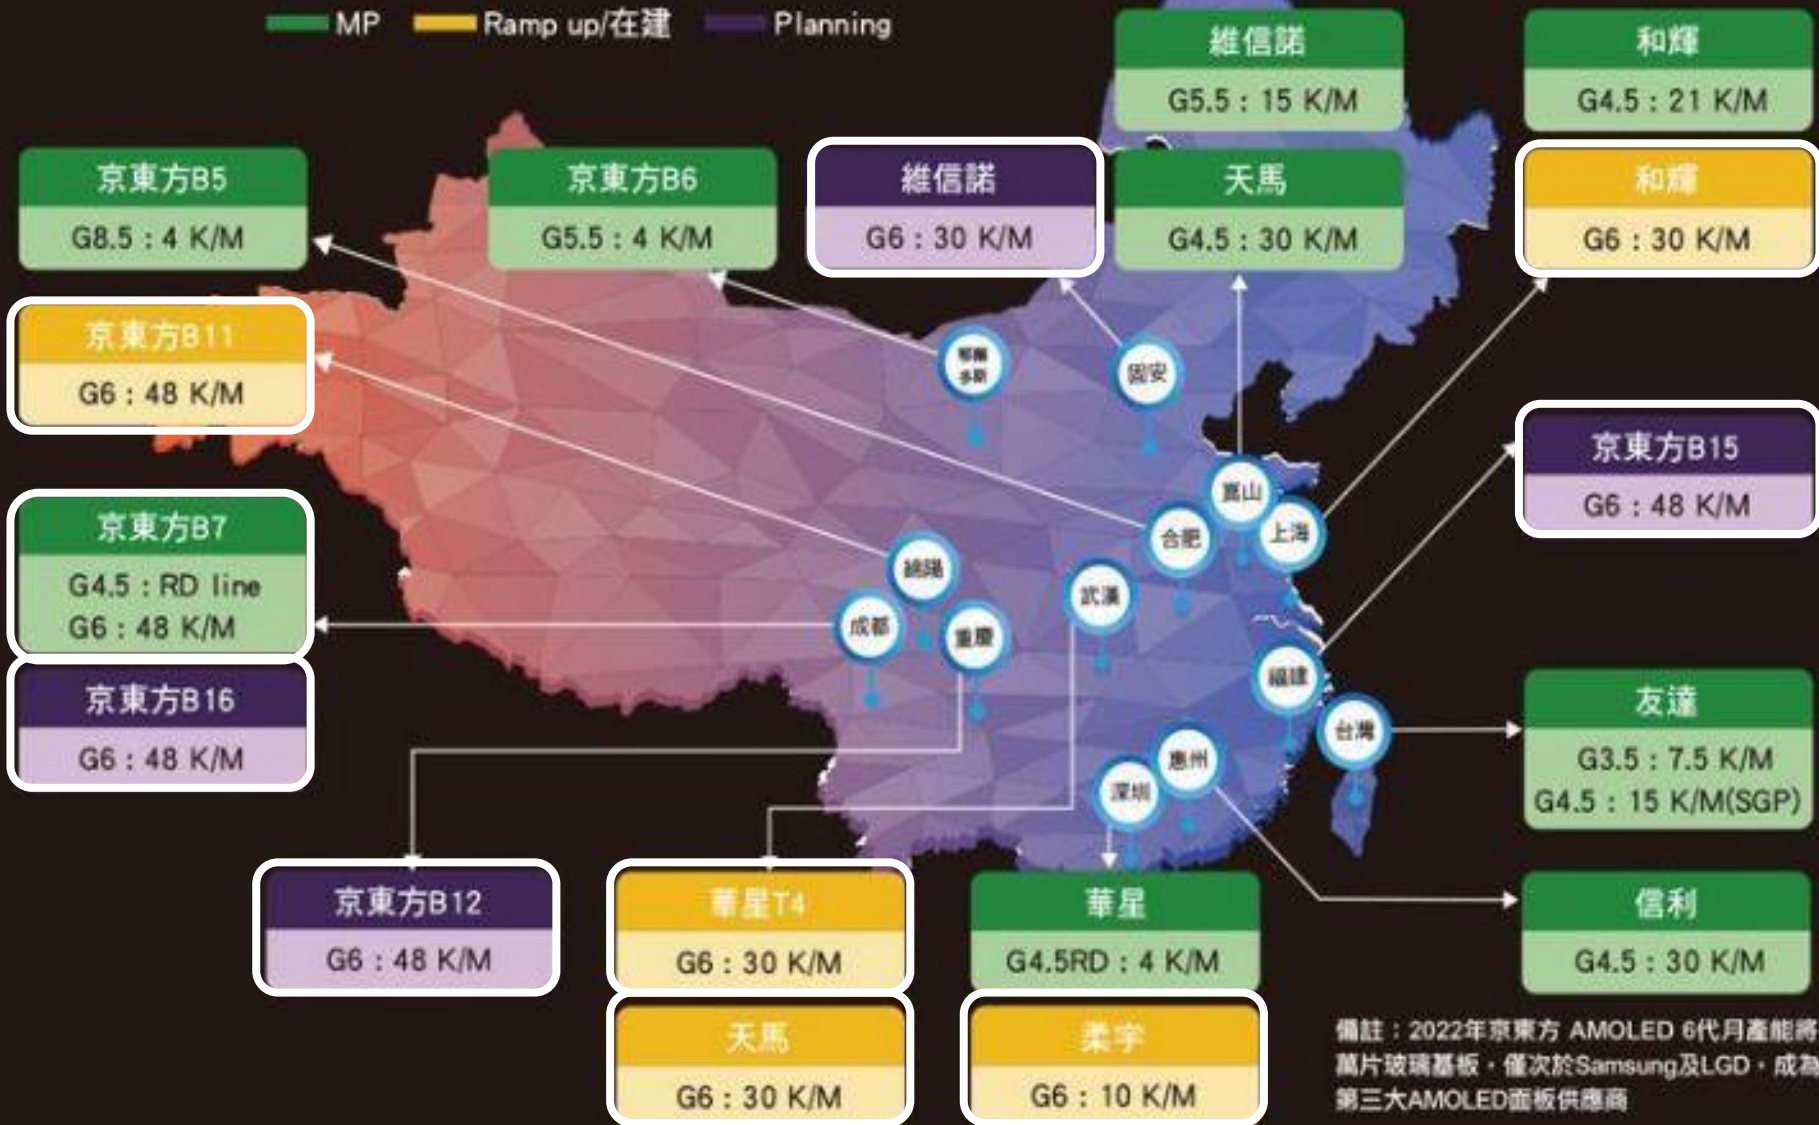 MP
Ramp up/在建
Planning
維信諾
G5.5：15 K/M
和輝
G4.5：21 K/M
京東方B5
G8.5：4 K/M
京東方B6
G5.5：4 K/M
維信諾
G6：30 K/M
天馬
G4.5：30 K/M
和輝
G6：30 K/M
京東方B11
G6：48 K/M
鄂爾
多斯
固安
京東方B15
G6：48 K/M
京東方B7
G4.5：RD line
G6：48 K/M
崑山
上海
合肥
綿陽
武漢
成都
重慶
京東方B16
G6：48 K/M
福建
台灣
惠州
深圳
友達
G3.5：7.5 K/M
G4.5：15 K/M(SGP)
京東方B12
G6：48 K/M
華星T4
G6：30 K/M
華星
G4.5RD：4 K/M
信利
G4.5：30 K/M
天馬
G6：30 K/M
柔宇
G6：10 K/M
備註：2022年京東方 AMOLED 6代月產能將
萬片玻璃基板，僅次於Samsung及LGD，成為
第三大AMOLED面板供應商